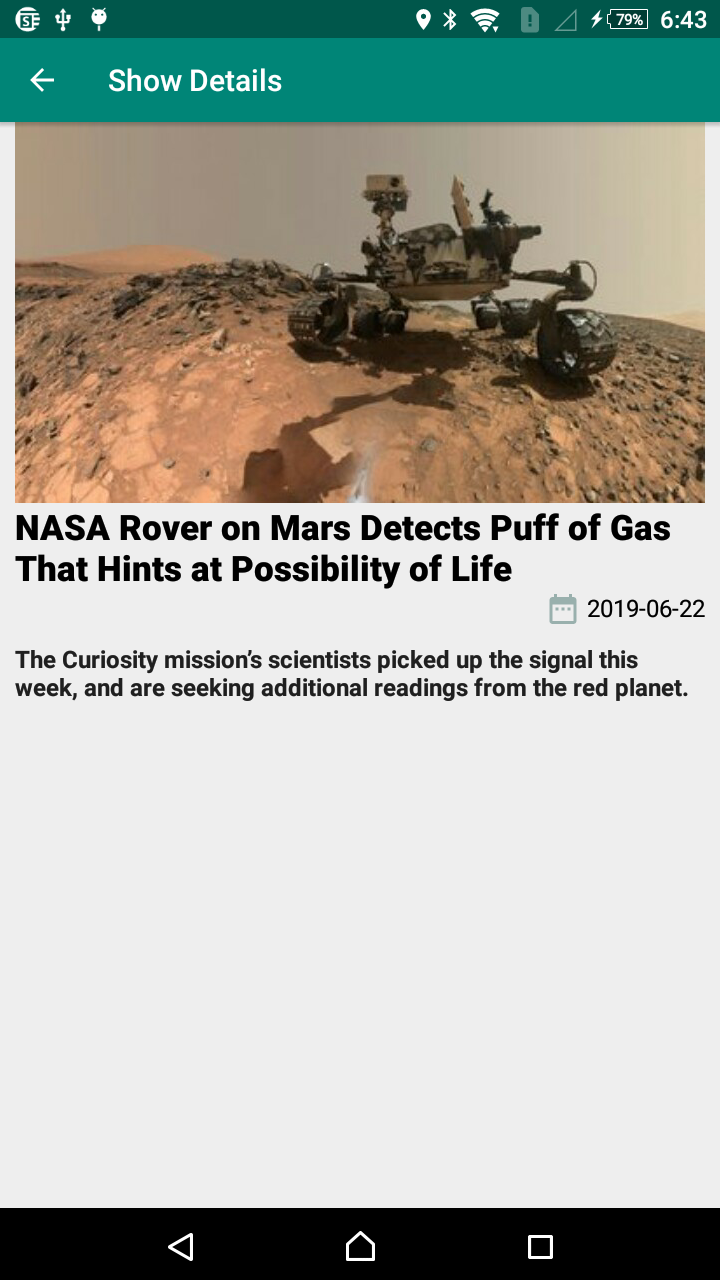 79% 6:43
Show Details
NASA Rover on Mars Detects Puff of Gas
That Hints at Possibility of Life
2019-06-22
The Curiosity mission’s scientists picked up the signal this
week, and are seeking additional readings from the red planet.